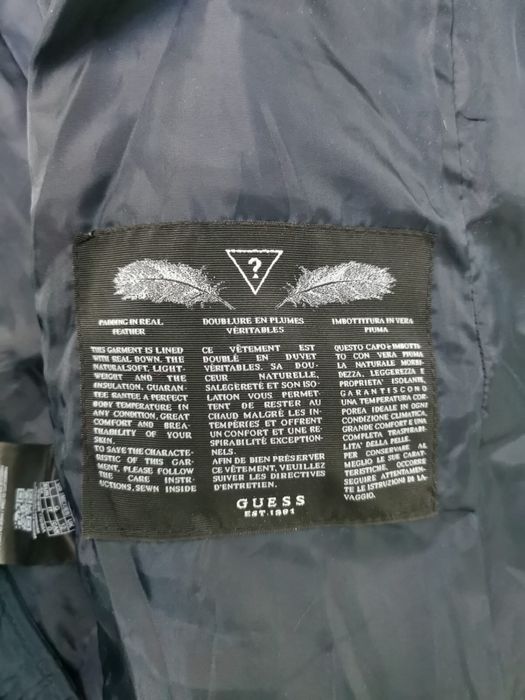 ?
PADDING IN REAL
FEATHER
THIS GARMENT IS LINED
WITH REAL DOWN, THE
NATURALSOFT, LIGHT-
WEIGHT AND THE
INSULATION, GUARAN
TEE RANTEE A PERFECT
BODY TEMPERATURE IN
ANY CONDITION, GREAT
COMFORT AND BREA-
THABILITY OF YOUR
SKIN.
TO SAVE THE CHARACTE-
RISTIC OF THIS GAR-
MENT, PLEASE FOLLOW
THE CARE INSTR-
UCTIONS, SEWN INSIDE
DOUBLURE EN PLUMES
VÉRITABLES
CE VÊTEMENT EST
DOUBLÉ EN DUVET
VÉRITABLES. SA DOU-
CEUR NATURELLE,
SALEGÈRETÉ ET SON ISO-
LATION VOUS PERMET-
TENT DE RESTER AU
CHAUD MALGRÉ LES IN-
TEMPÉRIES ET OFFRENT
UN CONFORT ET UNE RE-
SPIRABILITÉ EXCEPTION-
NELS.
AFIN DE BIEN PRÉSERVER
CE VÊTEMENT, VEUILLEZ
SUIVER LES DIRECTIVES
D'ENTRETIEN.
IMBOTTITURA IN VERA
PIUMA
QUESTO CAPO è IMBOTTI
TO CON VERA PIUMA
LA NATURALE MORBI-
DEZZA, LEGGEREZZA E
PROPRIETA' ISOLANTE,
GARANTISCONO
UNA TEMPERATURA COR-
POREA IDEALE IN OGNI
CONDIZIONE CLIMATICA,
GRANDE COMFORT E UNA
COMPLETA TRASPIRABI-
LITA' DELLA PELLE.
PER CONSERVARE AL
MEGLIO LE SUE CARAT-
TERISTICHE, OCCORRE
SEGUIRE ATTENTAMEN-
TE LE ISTRUZIONI DI LA-
VAGGIO.
GUESS
EST. 1981